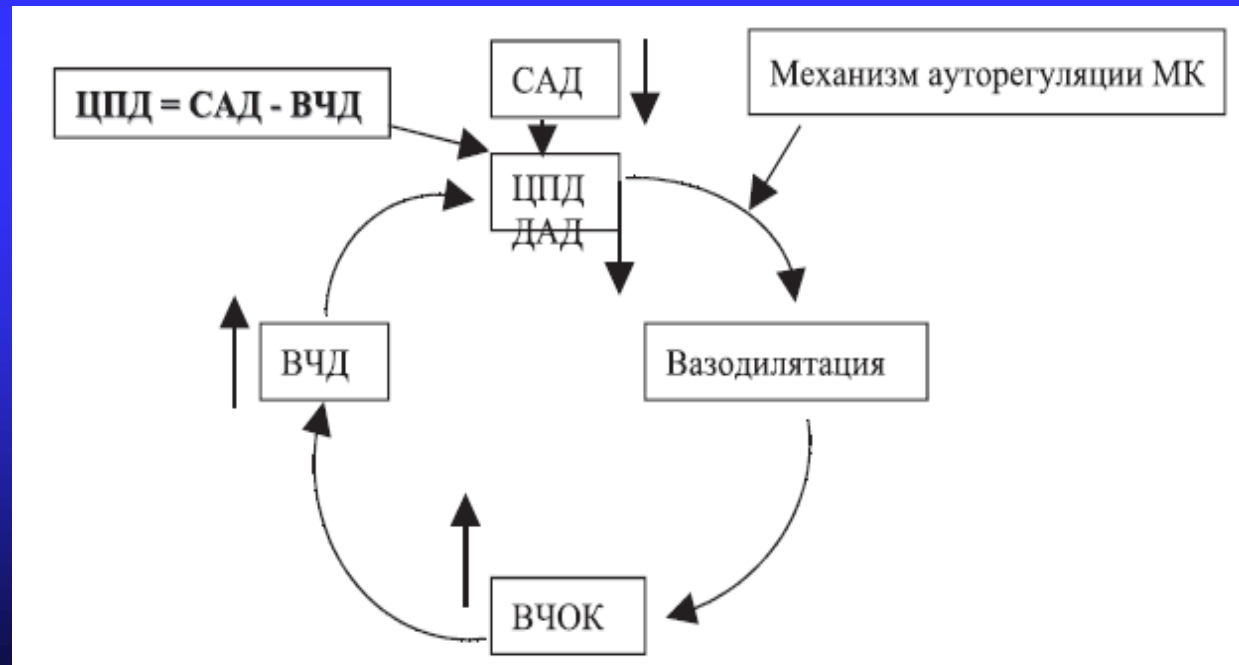 САД
Механизм ауторегуляции МК
ЦПД = САД - ВЧД
ЦПД
ДАД
ВЧД
Вазодилятация
ВЧОК